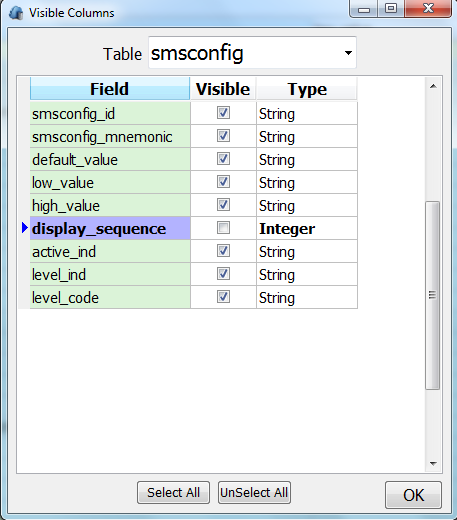 Visible Columns
Table smsconfig
Field Visible Type
smsconfig_id String
smsconfig_mnemonic String
default_value String
low_value String
high_value String
display_sequence Integer
active_ind String
level_ind String
level_code String
Select All UnSelect All OK